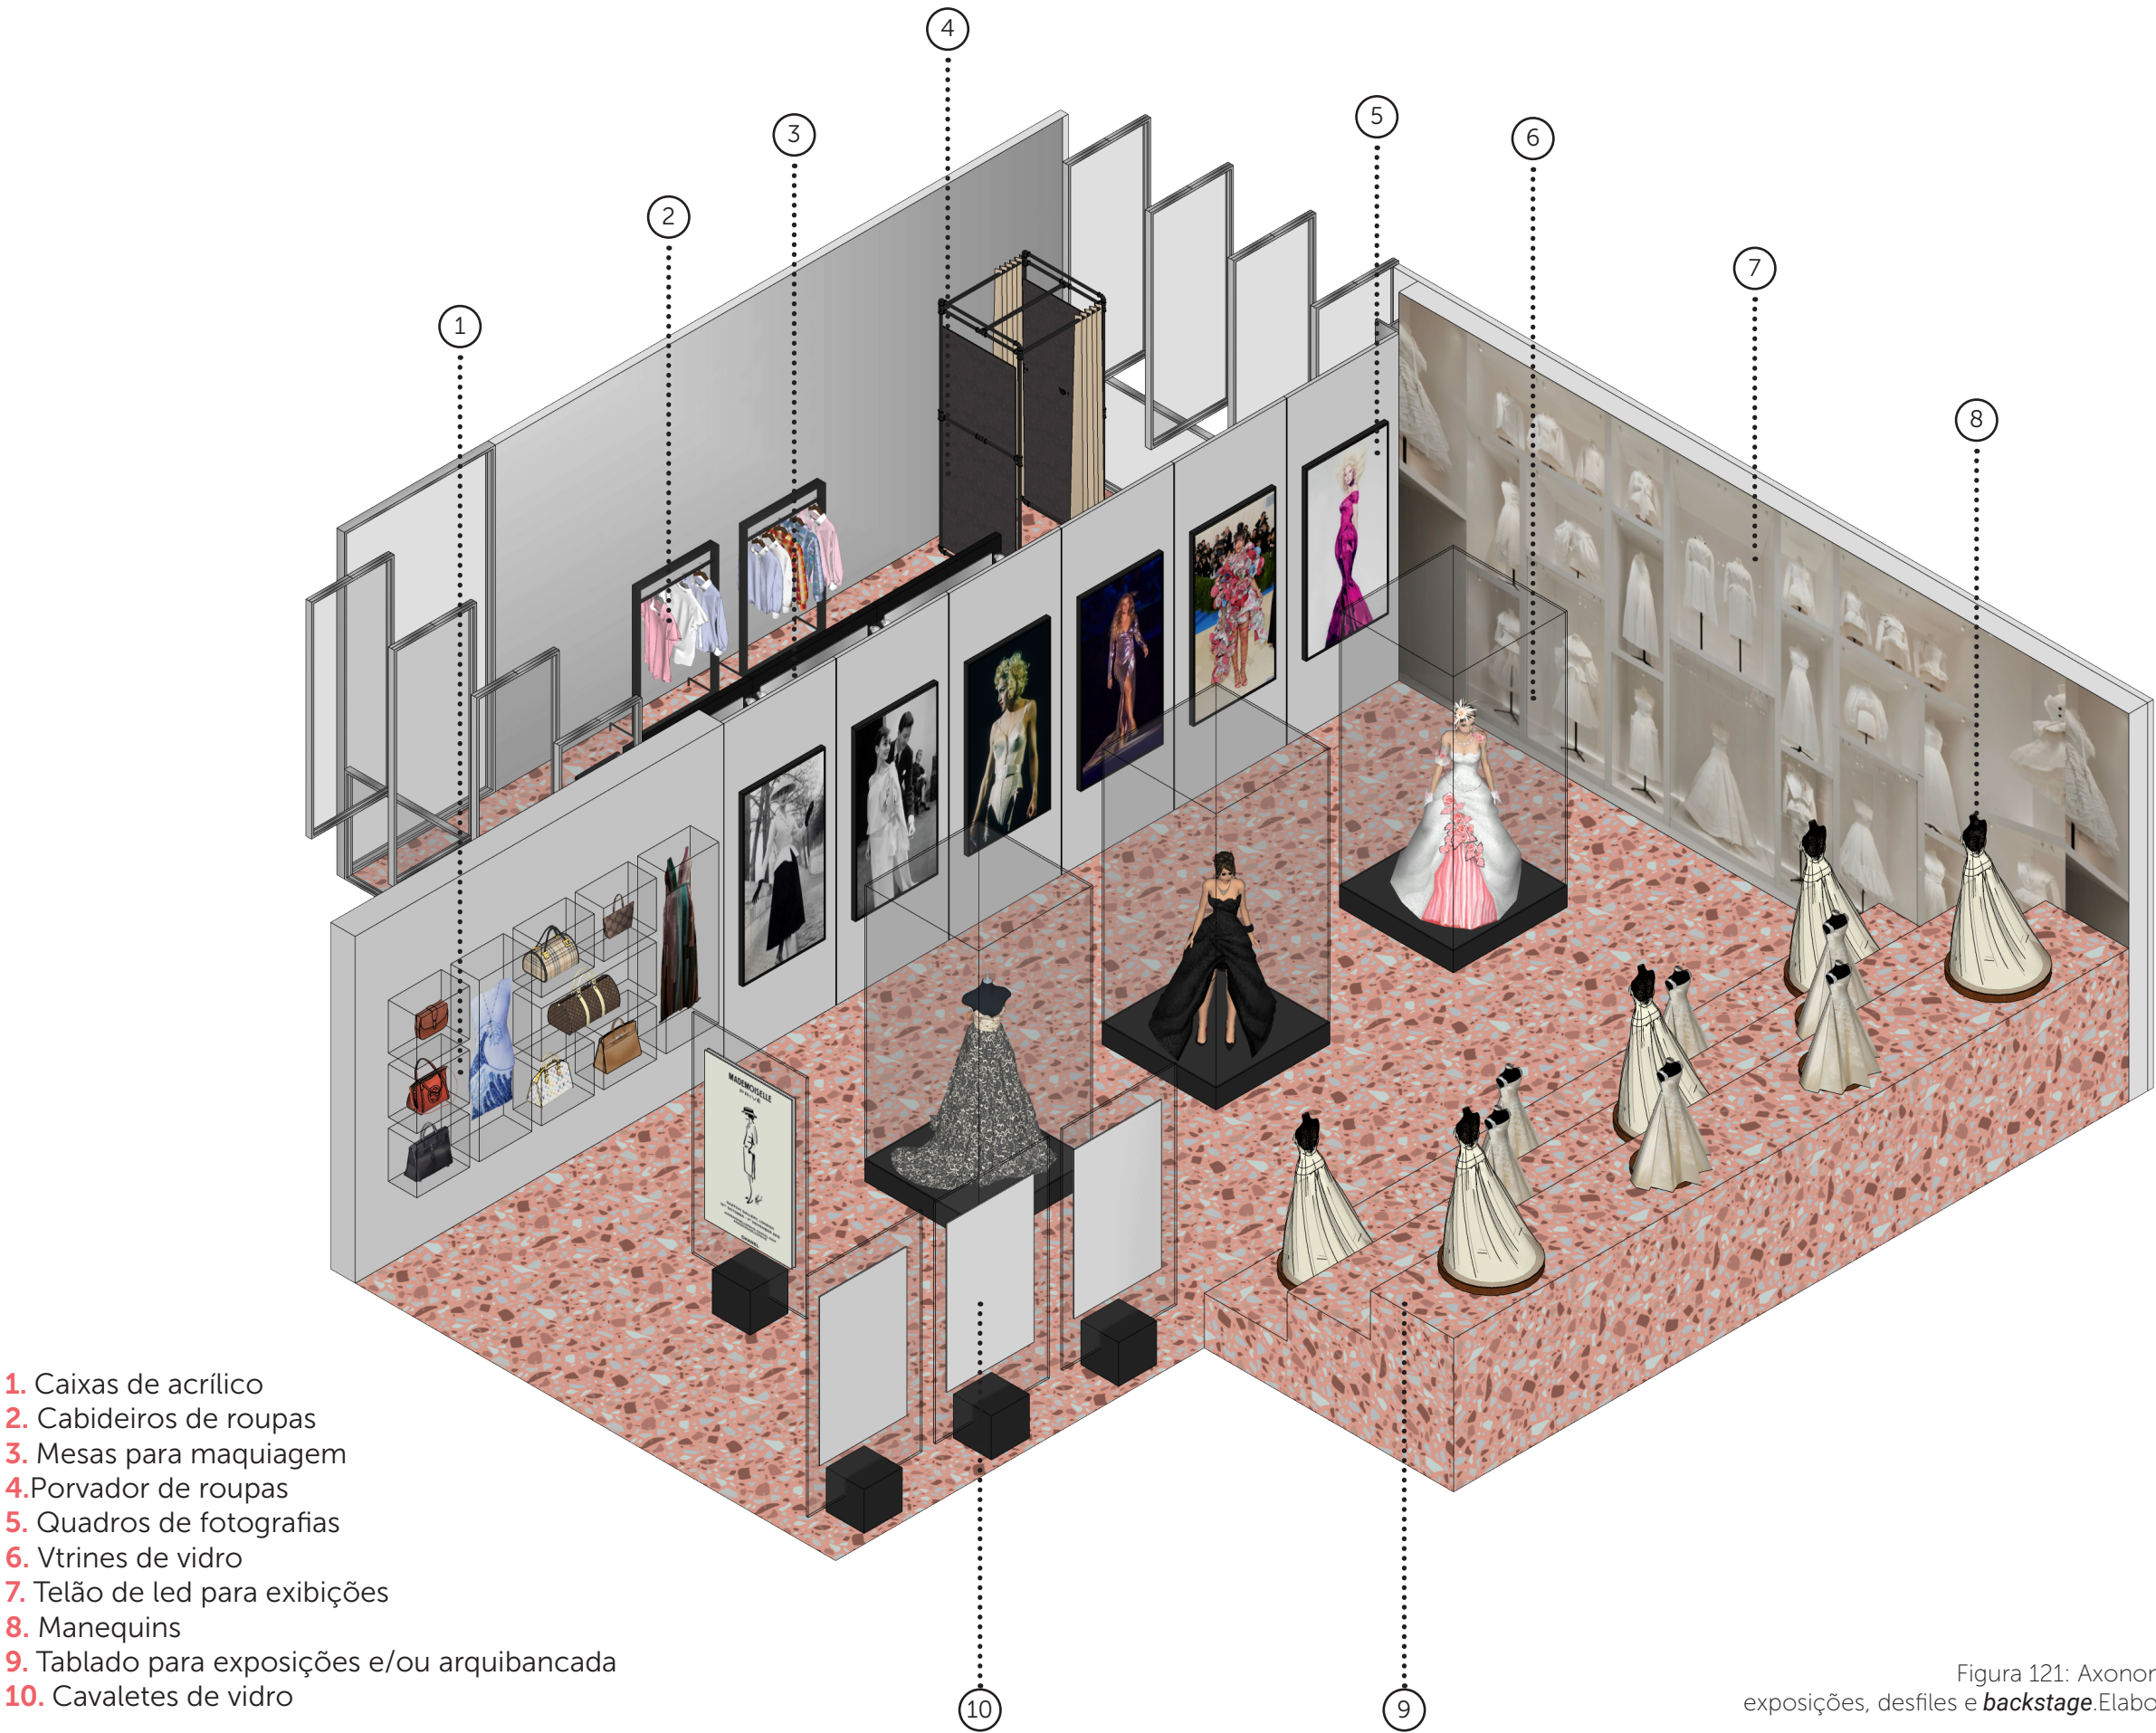 4
3
5
6
2
7
1
8
MADEMOISELLE
PRIVÉ
CHANEL
1. Caixas de acrílico
2. Cabideiros de roupas
3. Mesas para maquiagem
4.Porvador de roupas
5. Quadros de fotografias
6. Vtrines de vidro
7. Telão de led para exibições
8. Manequins
9. Tablado para exposições e/ou arquibancada
10. Cavaletes de vidro
10
9
Figura 121: Axonor
exposições, desfiles e backstage.Elabo